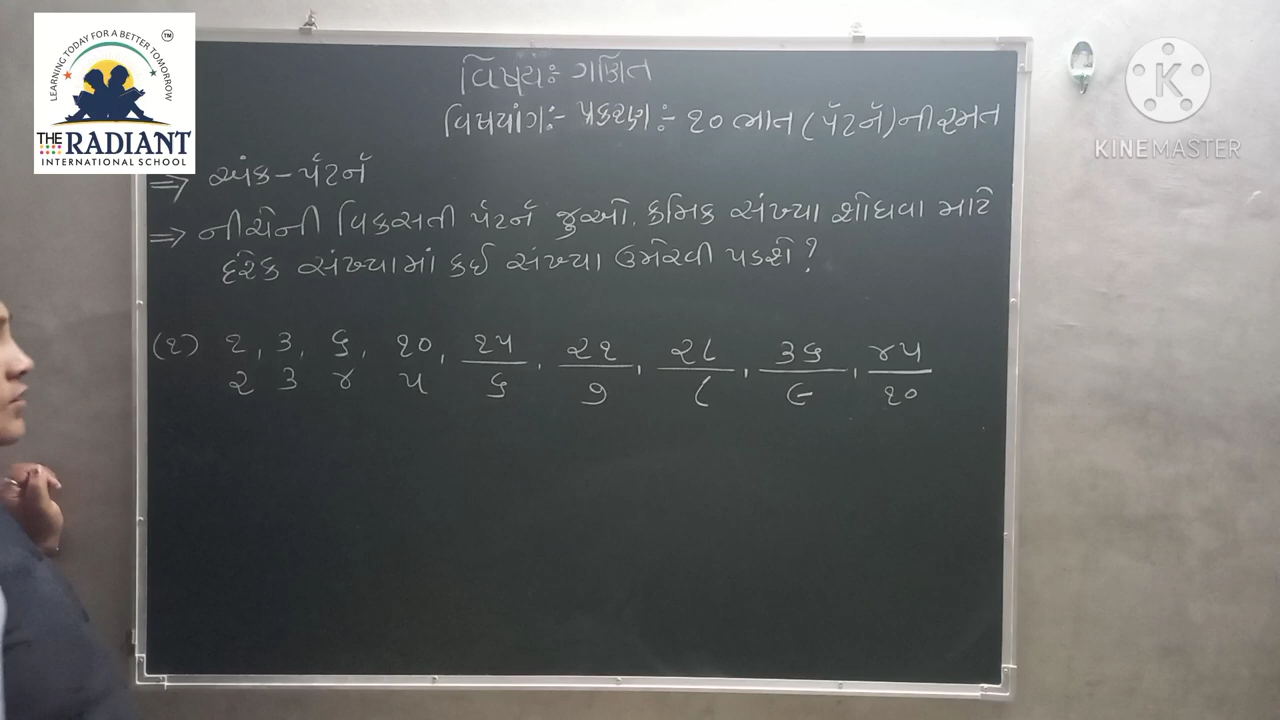 LEARNING TODAY FOR A BETTER TOMORROW
TM
THE RADIANT
INTERNATIONAL SCHOOL
K
KINEMASTER
વિષયઃ ગણિત
વિષયાંગઃ- પ્રકરણઃ- ૧૦ ભાત (પૅટર્ન) ની રમત
⇒ અંક - પૅટર્ન
⇒ નીચેની વિકસતી પૅટર્ન જુઓ. ક્રમિક સંખ્યા શોધવા માટે
દરેક સંખ્યામાં કઈ સંખ્યા ઉમેરવી પડશે?
(૧) ૧, ૩, ૬, ૧૦, ૧૫, ૨૧, ૨૮, ૩૬, ૪૫
૨ ૩ ૪ ૫ ૬ ૭ ૮ ૯ ૧૦